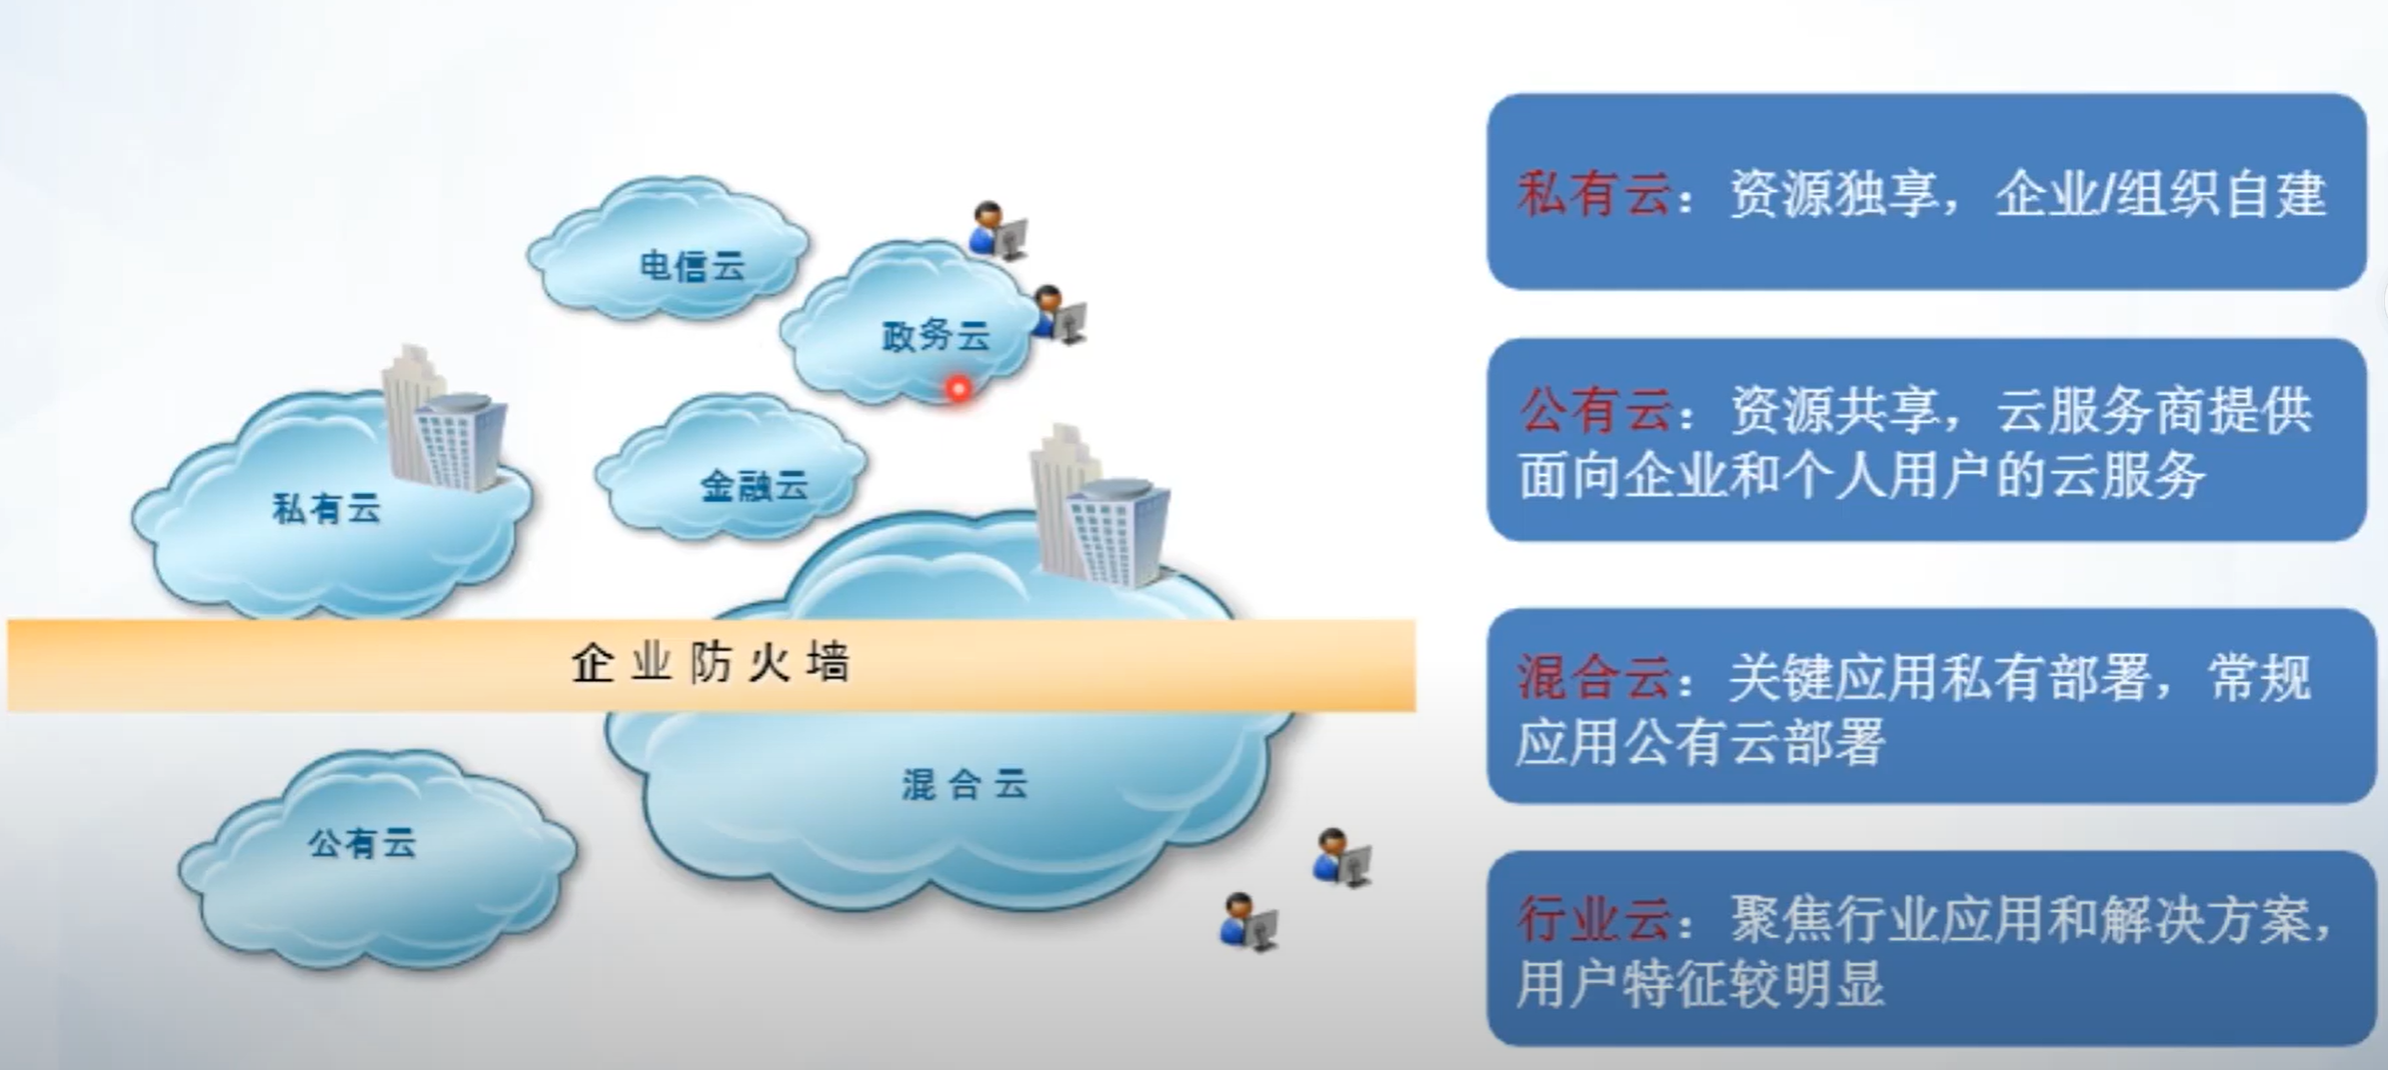 电信云
政务云
金融云
私有云
企业防火墙
混合云
公有云
私有云：资源独享，企业/组织自建
公有云：资源共享，云服务商提供
面向企业和个人用户的云服务
混合云：关键应用私有部署，常规
应用公有云部署
行业云：聚焦行业应用和解决方案，
用户特征较明显